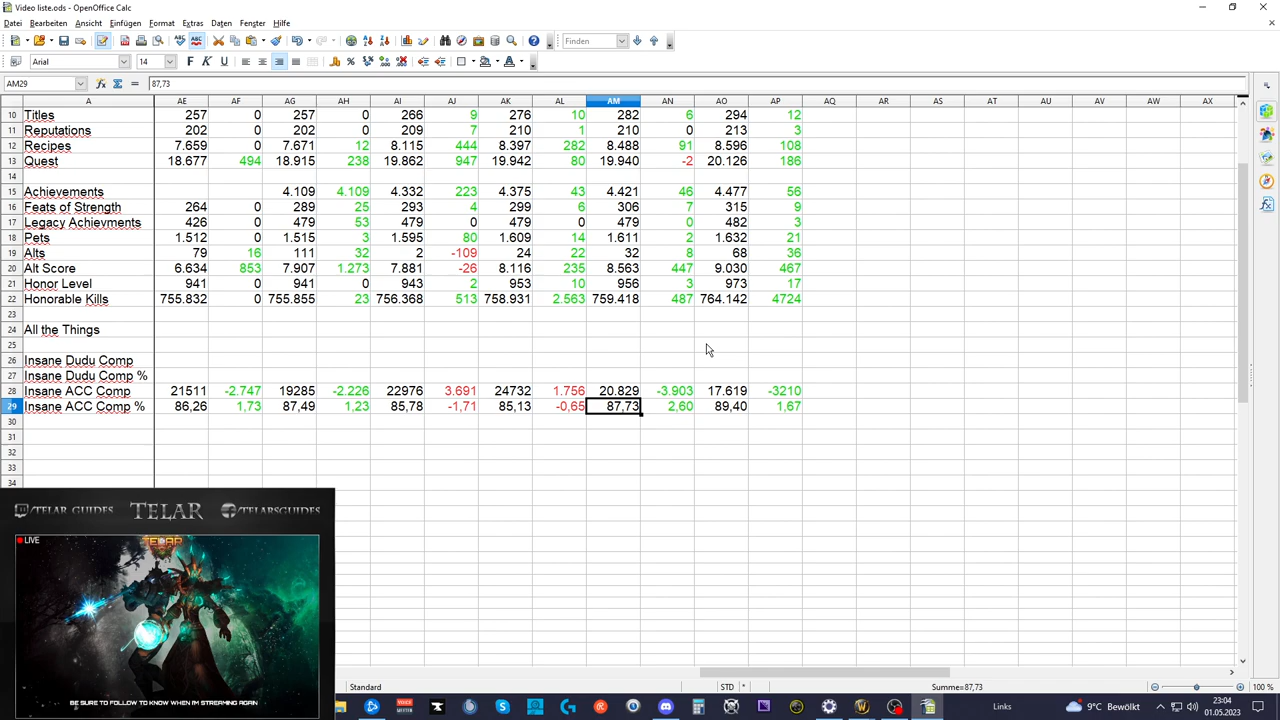 Video liste.ods - OpenOffice Calc
Datei Bearbeiten Ansicht Einfügen Format Extras Daten Fenster Hilfe
Finden
Arial 14
AM29 87,73
A AE AF AG AH AI AJ AK AL AM AN AO AP AQ AR AS AT AU AV AW AX
10 Titles 257 0 257 0 266 9 276 10 282 6 294 12
11 Reputations 202 0 202 0 209 7 210 1 210 0 213 3
12 Recipes 7.659 0 7.671 12 8.115 444 8.397 282 8.488 91 8.596 108
13 Quest 18.677 494 18.915 238 19.862 947 19.942 80 19.940 -2 20.126 186
14
15 Achievements 4.109 4.109 4.332 223 4.375 43 4.421 46 4.477 56
16 Feats of Strength 264 0 289 25 293 4 299 6 306 7 315 9
17 Legacy Achievments 426 0 479 53 479 0 479 0 479 0 482 3
18 Pets 1.512 0 1.515 3 1.595 80 1.609 14 1.611 2 1.632 21
19 Alts 79 16 111 32 2 -109 24 22 32 8 68 36
20 Alt Score 6.634 853 7.907 1.273 7.881 -26 8.116 235 8.563 447 9.030 467
21 Honor Level 941 0 941 0 943 2 953 10 956 3 973 17
22 Honorable Kills 755.832 0 755.855 23 756.368 513 758.931 2.563 759.418 487 764.142 4724
23
24 All the Things
25
26 Insane Dudu Comp
27 Insane Dudu Comp %
28 Insane ACC Comp 21511 -2.747 19285 -2.226 22976 3.691 24732 1.756 20.829 -3.903 17.619 -3210
29 Insane ACC Comp % 86,26 1,73 87,49 1,23 85,78 -1,71 85,13 -0,65 87,73 2,60 89,40 1,67
30
31
32
33
34
/TELAR GUIDES TELAR /TELARSGUIDES
LIVE
TELAR
BE SURE TO FOLLOW TO KNOW WHEN I'M STREAMING AGAIN
Standard STD * Summe=87,73 100 %
Links 9°C Bewölkt 23:04
01.05.2023